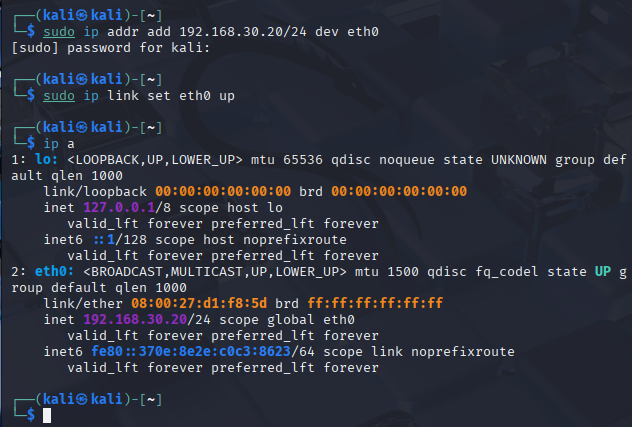 ┌──(kali㉿kali)-[~]
└─$ sudo ip addr add 192.168.30.20/24 dev eth0
[sudo] password for kali:
┌──(kali㉿kali)-[~]
└─$ sudo ip link set eth0 up
┌──(kali㉿kali)-[~]
└─$ ip a
1: lo: <LOOPBACK,UP,LOWER_UP> mtu 65536 qdisc noqueue state UNKNOWN group def
ault qlen 1000
    link/loopback 00:00:00:00:00:00 brd 00:00:00:00:00:00
    inet 127.0.0.1/8 scope host lo
       valid_lft forever preferred_lft forever
    inet6 ::1/128 scope host noprefixroute
       valid_lft forever preferred_lft forever
2: eth0: <BROADCAST,MULTICAST,UP,LOWER_UP> mtu 1500 qdisc fq_codel state UP g
roup default qlen 1000
    link/ether 08:00:27:d1:f8:5d brd ff:ff:ff:ff:ff:ff
    inet 192.168.30.20/24 scope global eth0
       valid_lft forever preferred_lft forever
    inet6 fe80::370e:8e2e:c0c3:8623/64 scope link noprefixroute
       valid_lft forever preferred_lft forever
┌──(kali㉿kali)-[~]
└─$